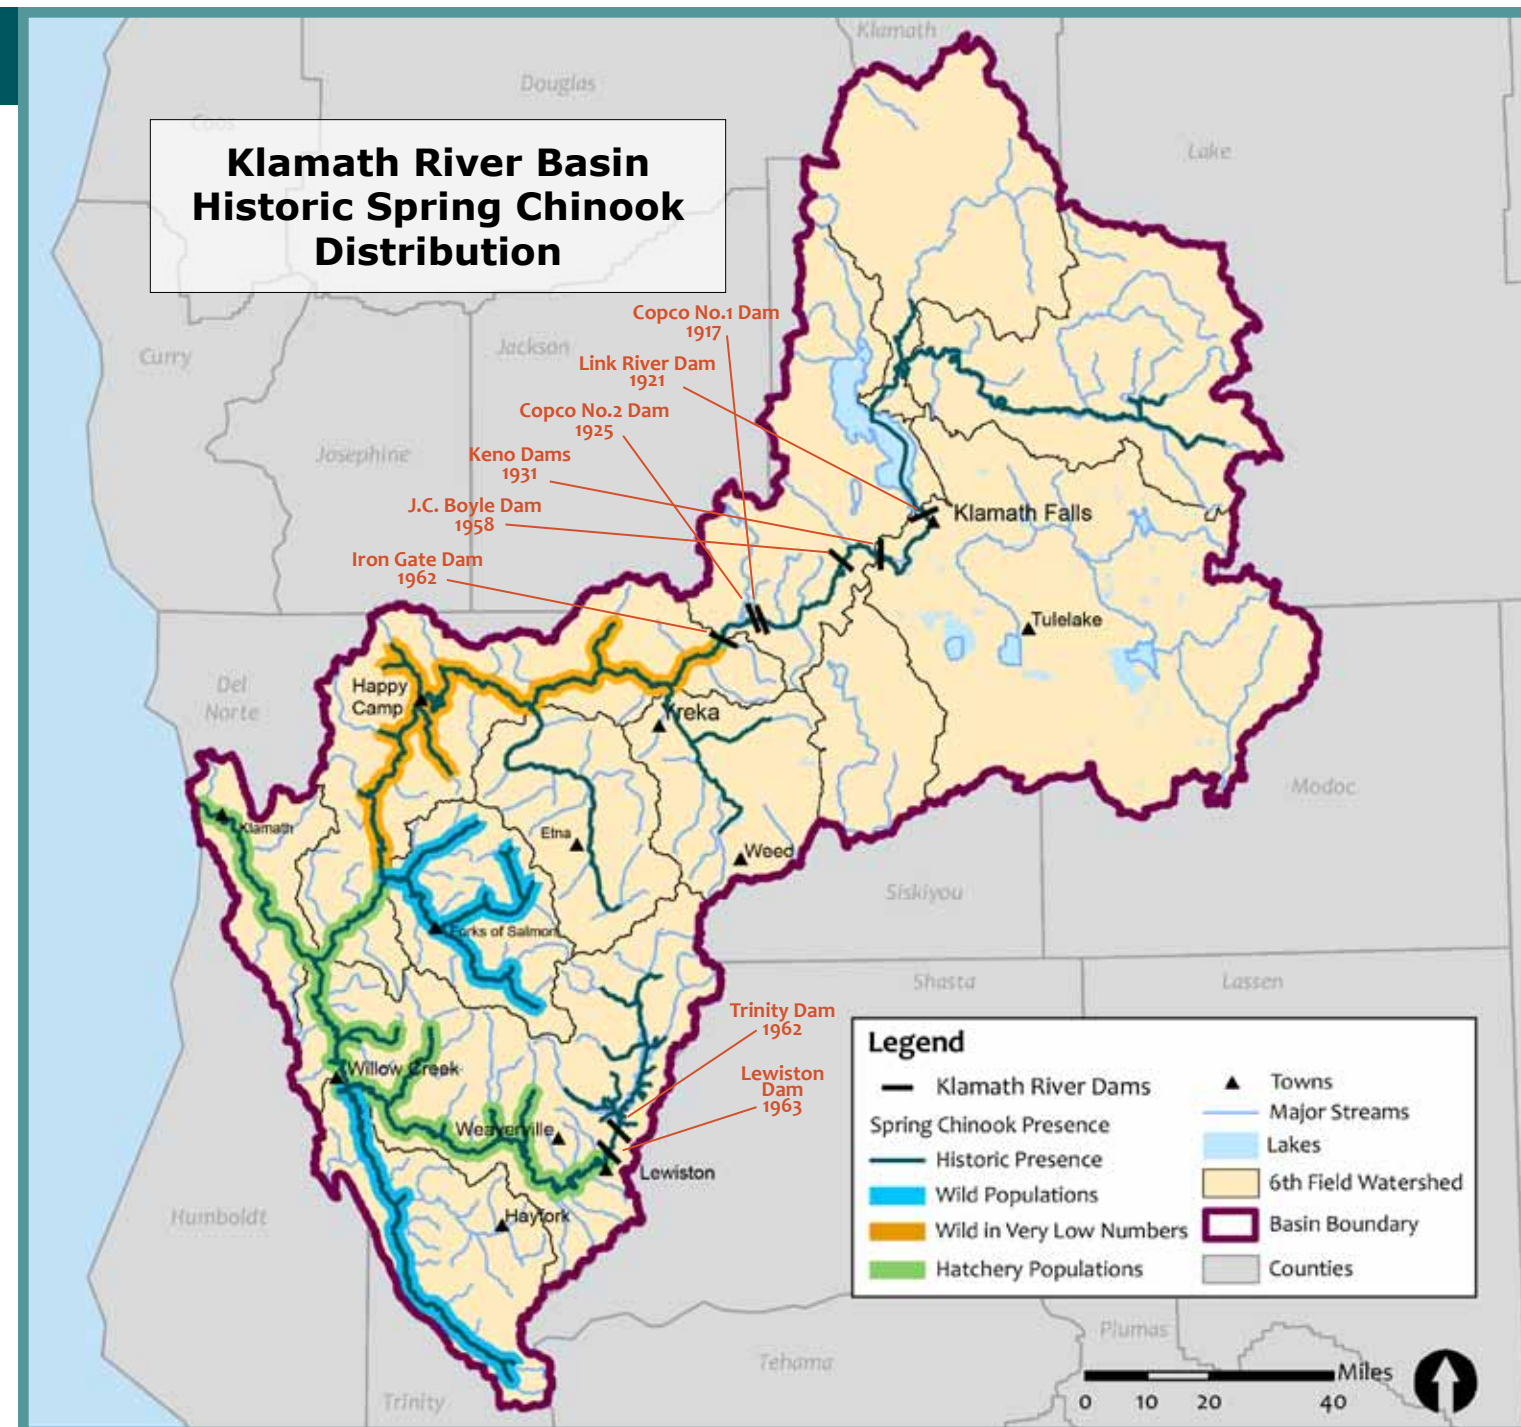 Klamath
Douglas
Coos
Lake
Klamath River Basin
Historic Spring Chinook
Distribution
Copco No.1 Dam
1917
Curry
Jackson
Link River Dam
1921
Copco No.2 Dam
1925
Josephine
Keno Dams
1931
J.C. Boyle Dam
1958
Klamath Falls
Iron Gate Dam
1962
Tulelake
Del
Norte
Happy
Camp
Yreka
Modoc
Klamath
Etna
Weed
Siskiyou
Forks of Salmon
Shasta
Lassen
Trinity Dam
1962
Willow Creek
Lewiston
Dam
1963
Weaverville
Lewiston
Hayfork
Humboldt
Legend
Klamath River Dams
Spring Chinook Presence
Historic Presence
Wild Populations
Wild in Very Low Numbers
Hatchery Populations
Towns
Major Streams
Lakes
6th Field Watershed
Basin Boundary
Counties
Plumas
Tehama
Trinity
Miles
0 10 20 40